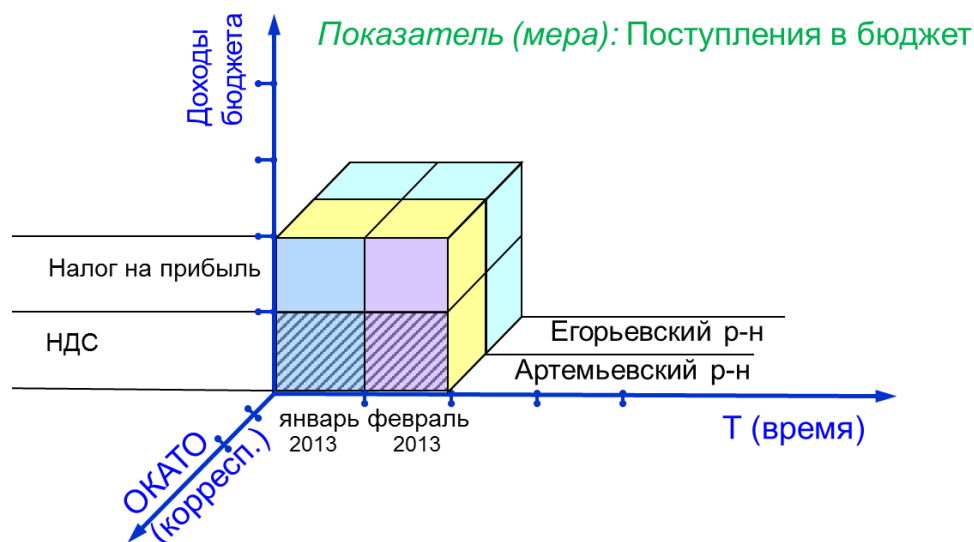 Показатель (мера): Поступления в бюджет
Доходы
бюджета
Налог на прибыль
НДС
Егорьевский р-н
Артемьевский р-н
январь февраль
2013 2013
Т (время)
ОКАТО
(корресп.)